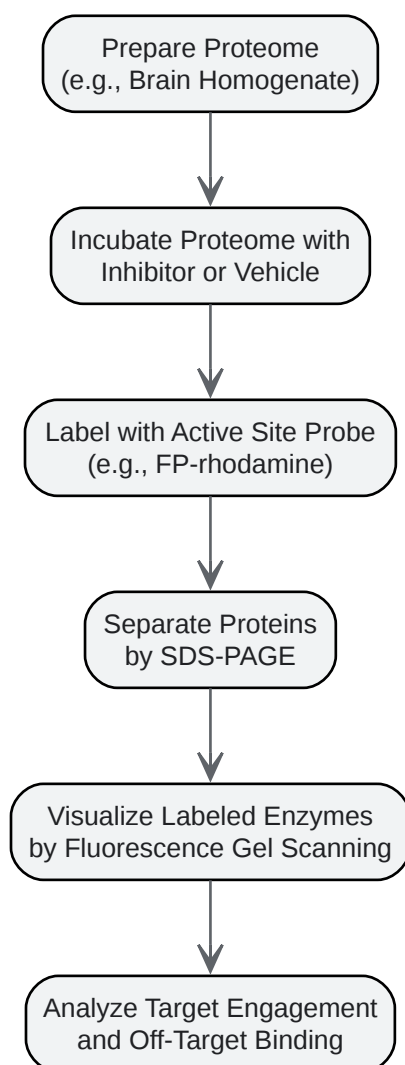 Prepare Proteome
(e.g., Brain Homogenate)
Incubate Proteome with
Inhibitor or Vehicle
Label with Active Site Probe
(e.g., FP-rhodamine)
Separate Proteins
by SDS-PAGE
Visualize Labeled Enzymes
by Fluorescence Gel Scanning
Analyze Target Engagement
and Off-Target Binding